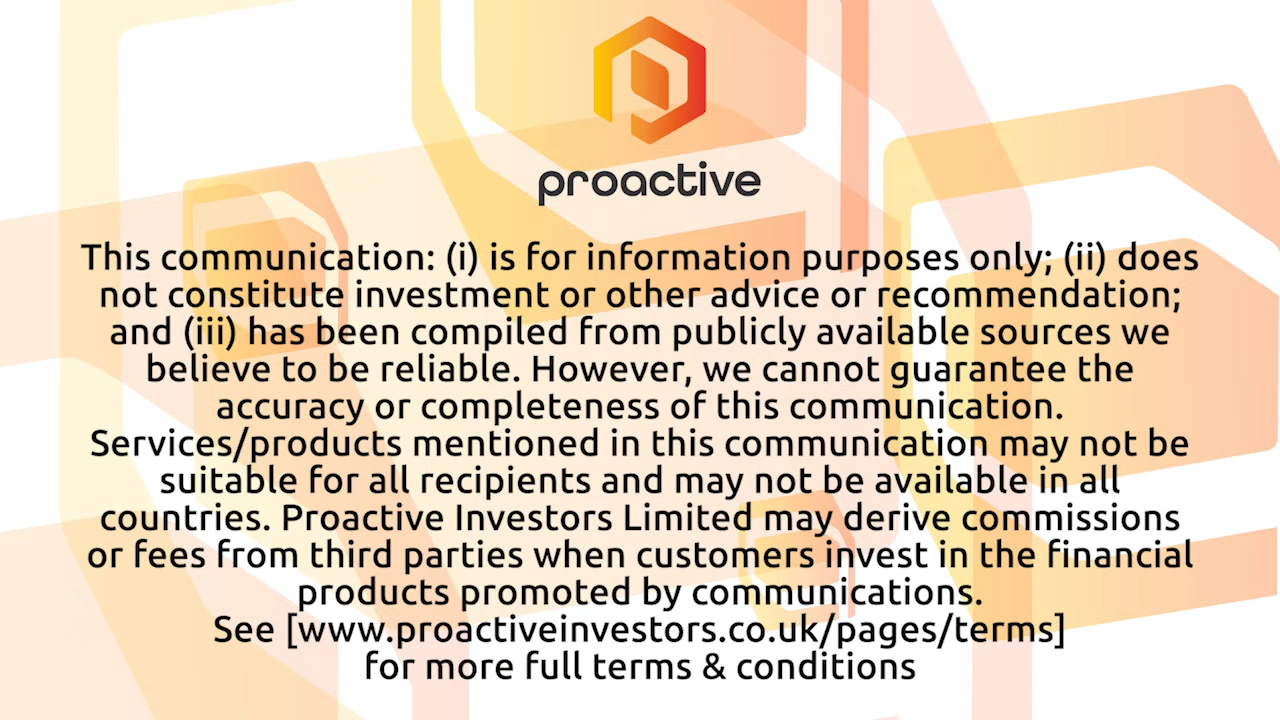 proactive
This communication: (i) is for information purposes only; (ii) does
not constitute investment or other advice or recommendation;
and (iii) has been compiled from publicly available sources we
believe to be reliable. However, we cannot guarantee the
accuracy or completeness of this communication.
Services/products mentioned in this communication may not be
suitable for all recipients and may not be available in all
countries. Proactive Investors Limited may derive commissions
or fees from third parties when customers invest in the financial
products promoted by communications.
See [www.proactiveinvestors.co.uk/pages/terms]
for more full terms & conditions